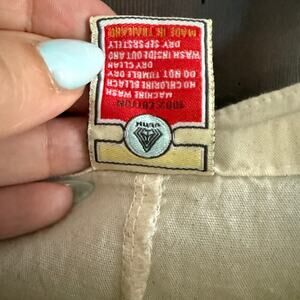 100% COTTON
MACHINE WASH
NO CHLORINE BLEACH
DO NOT TUMBLE DRY
DRY CLEAN
WASH INSIDE OUT AND
DRY SEPERSTELY
MADE IN THAILAND